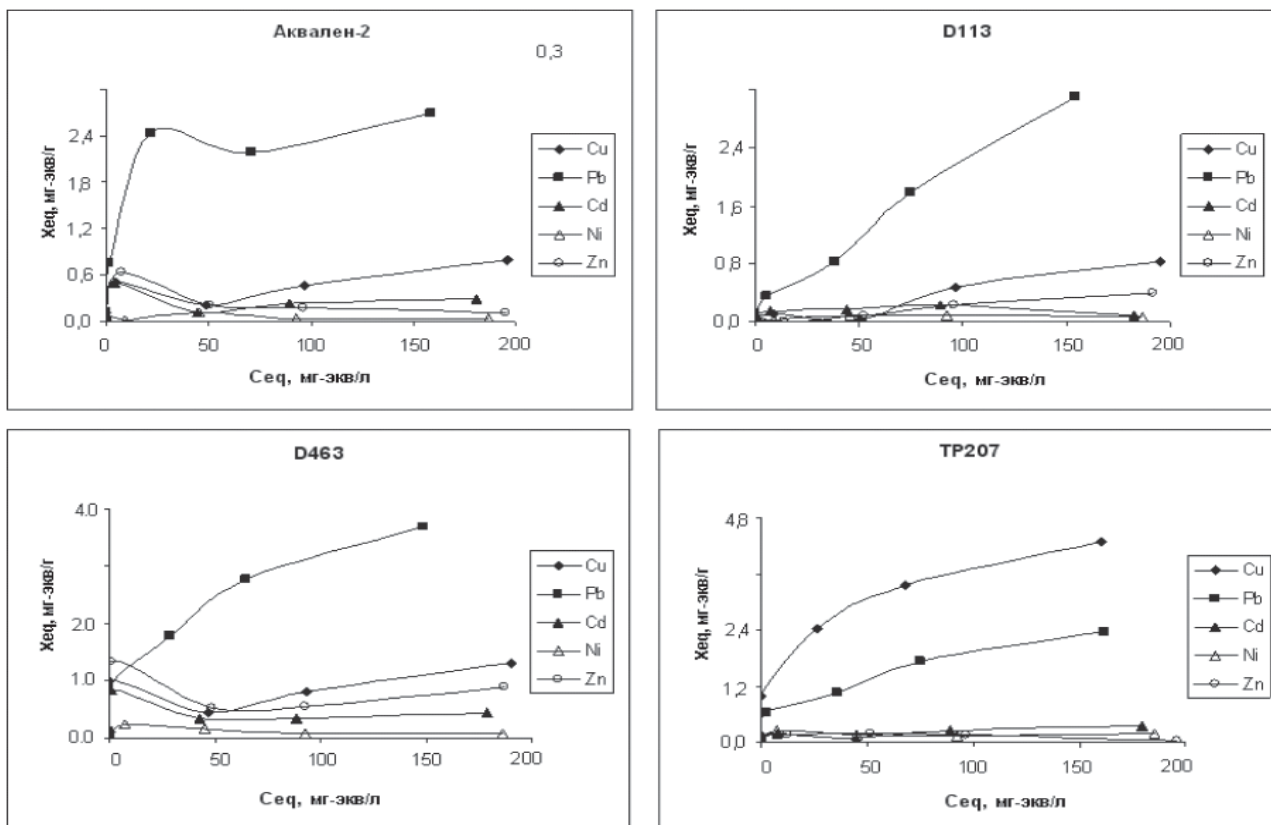 Аквален-2
0,3
Xeq, мг-экв/г
2,4
1,8
1,2
0,6
0,0
0
50
100
150
200
Ceq, мг-экв/л
Cu
Pb
Cd
Ni
Zn
D113
Xeq, мг-экв/г
2,4
1,6
0,8
0,0
0
50
100
150
200
Ceq, мг-экв/л
Cu
Pb
Cd
Ni
Zn
D463
Xeq, мг-экв/г
4.0
2.0
1.0
0.0
0
50
100
150
200
Ceq, мг-экв/л
Cu
Pb
Cd
Ni
Zn
TP207
Xeq, мг-экв/г
4,8
2,4
1,2
0,0
0
50
100
150
200
Ceq, мг-экв/л
Cu
Pb
Cd
Ni
Zn